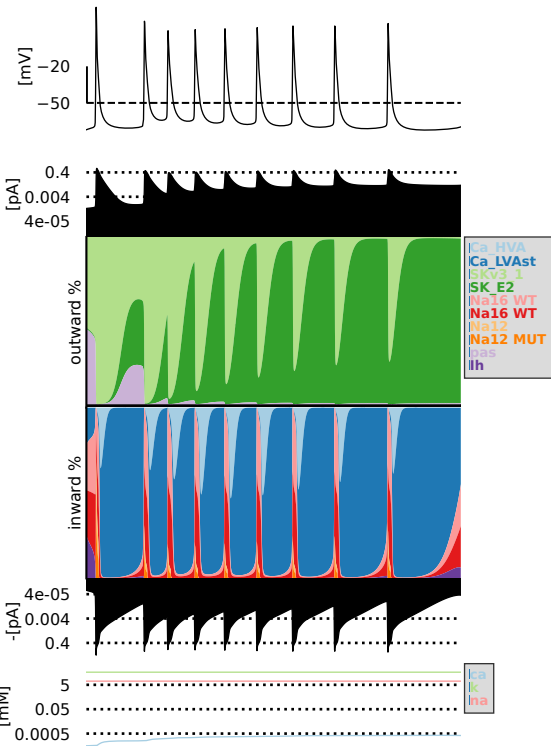 [mV]
−20
−50
[pA]
0.4
0.004
4e-05
outward %
Ca_HVA
Ca_LVAst
SKv3_1
SK_E2
Na16 WT
Na16 WT
Na12
Na12 MUT
pas
Ih
inward %
-[pA]
4e-05
0.004
0.4
[mM]
5
0.05
0.0005
ca
k
na